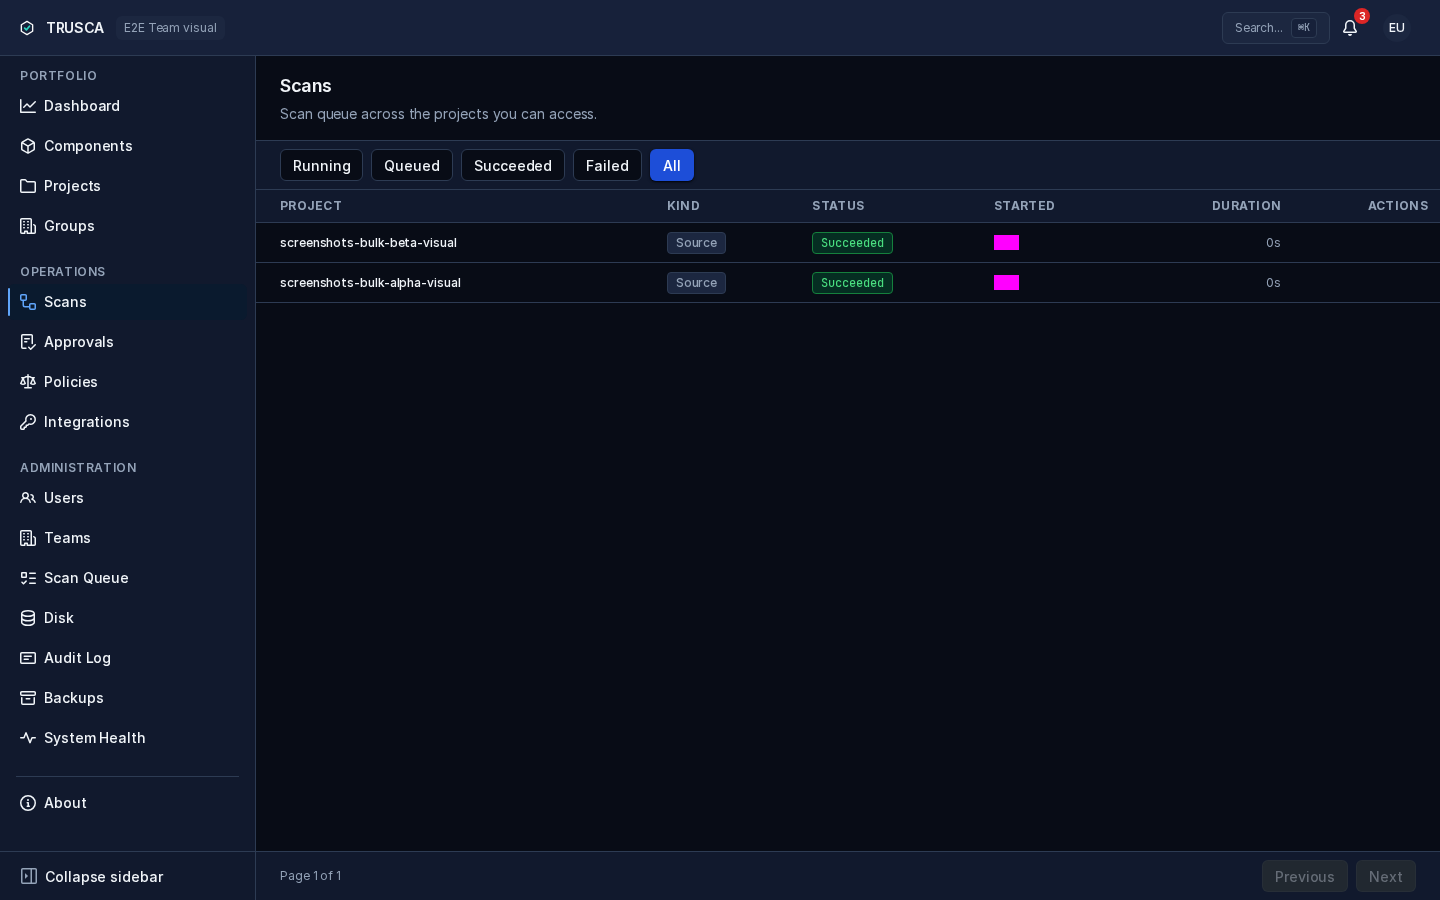 TRUSCA E2E Team visual Search... ⌘K 3 EU
PORTFOLIO
Dashboard
Components
Projects
Groups
OPERATIONS
Scans
Approvals
Policies
Integrations
ADMINISTRATION
Users
Teams
Scan Queue
Disk
Audit Log
Backups
System Health
About
Collapse sidebar
Scans
Scan queue across the projects you can access.
Running Queued Succeeded Failed All
PROJECT KIND STATUS STARTED DURATION ACTIONS
screenshots-bulk-beta-visual Source Succeeded 0s
screenshots-bulk-alpha-visual Source Succeeded 0s
Page 1 of 1 Previous Next